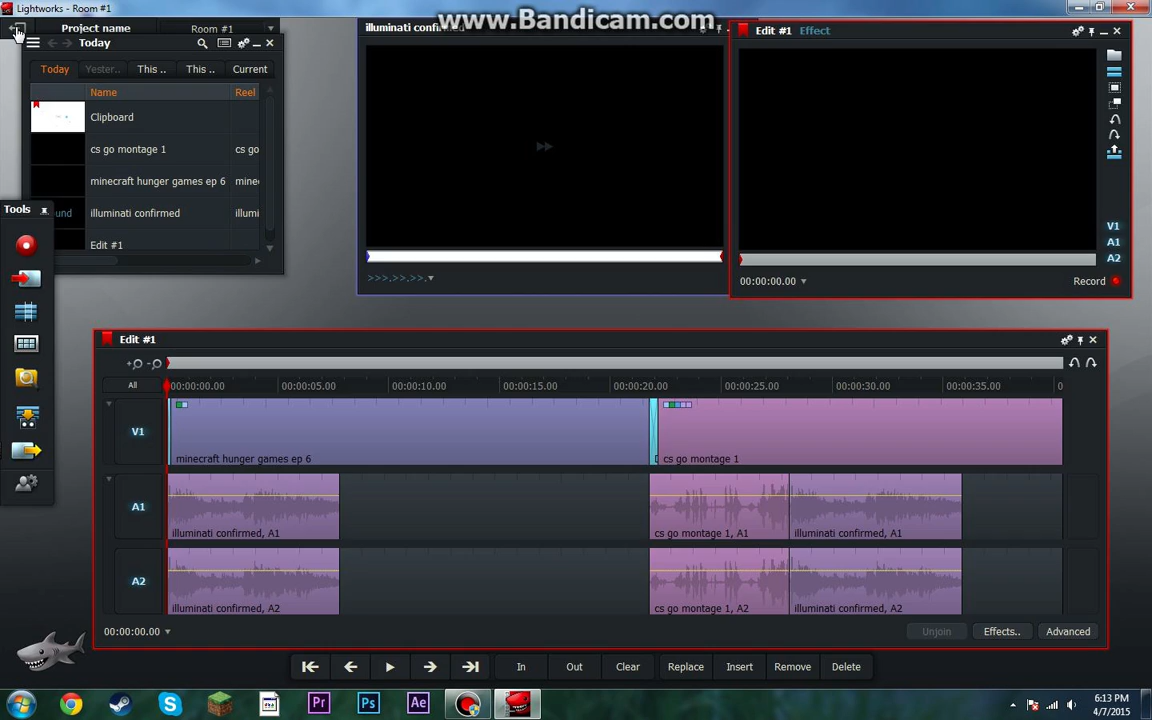 Lightworks - Room #1
www.Bandicam.com
Project name
Room #1
Today
Today
Yester..
This ..
This ..
Current
Name
Reel
Clipboard
cs go montage 1
cs go
minecraft hunger games ep 6
mine
und
illuminati confirmed
illumi
Edit #1
Tools
illuminati confirmed
>>>.>>.>>.
Edit #1
Effect
V1
A1
A2
00:00:00.00
Record
Edit #1
All
00:00:00.00
00:00:05.00
00:00:10.00
00:00:15.00
00:00:20.00
00:00:25.00
00:00:30.00
00:00:35.00
0
V1
minecraft hunger games ep 6
cs go montage 1
A1
illuminati confirmed, A1
cs go montage 1, A1
illuminati confirmed, A1
A2
illuminati confirmed, A2
cs go montage 1, A2
illuminati confirmed, A2
00:00:00.00
Unjoin
Effects..
Advanced
In
Out
Clear
Replace
Insert
Remove
Delete
Pr
Ps
Ae
6:13 PM
4/7/2015